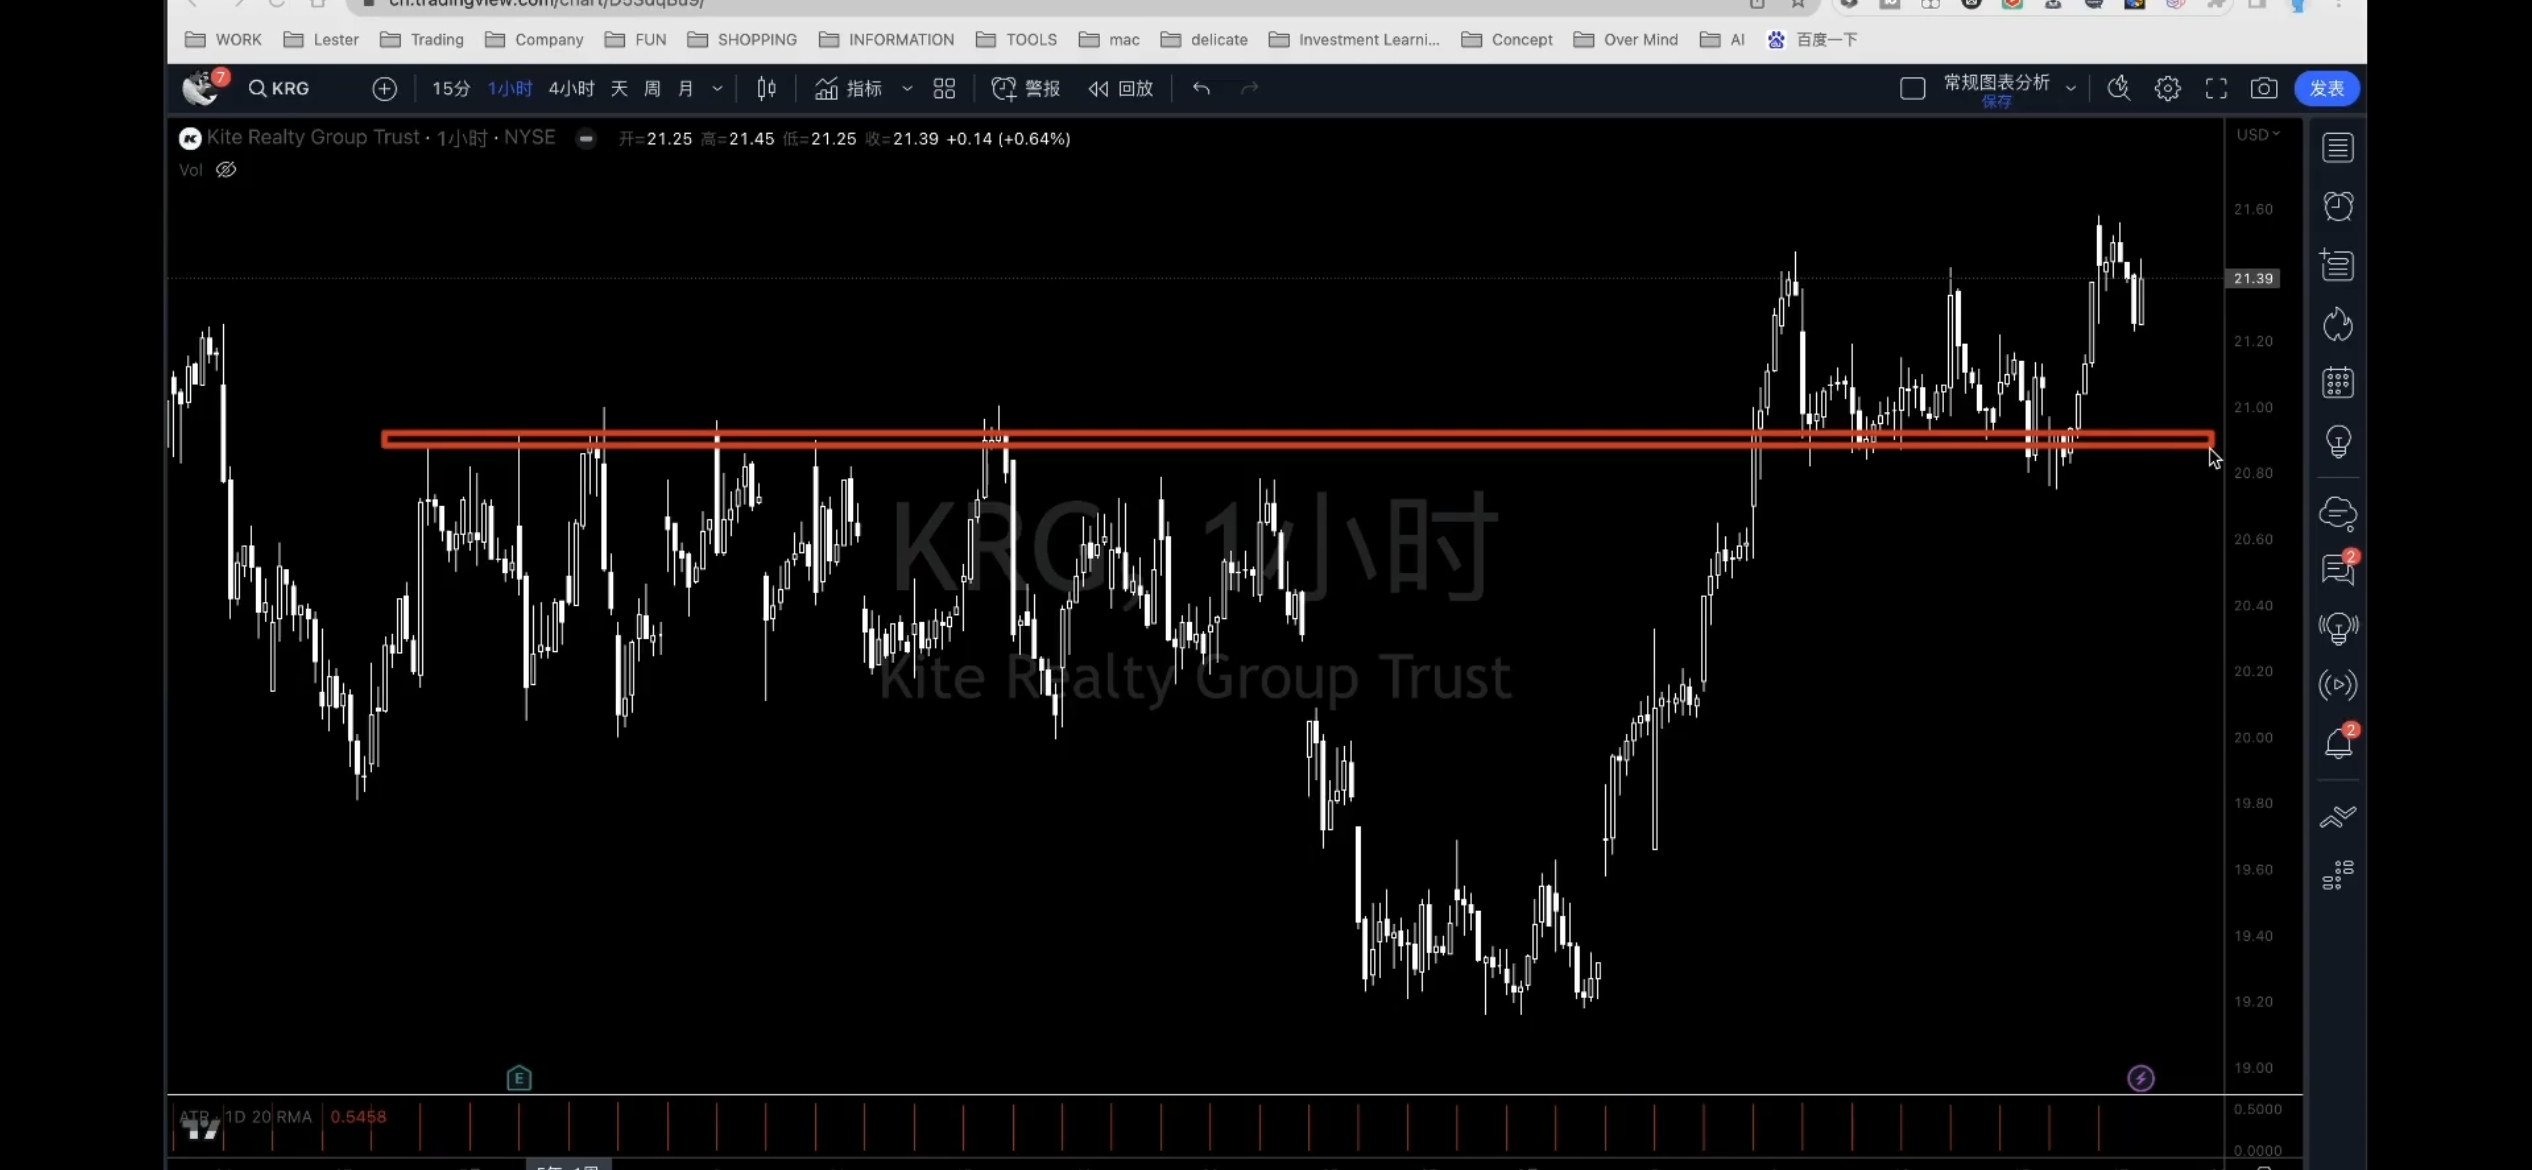 WORK Lester Trading Company FUN SHOPPING INFORMATION TOOLS mac delicate Investment Learni... Concept Over Mind AI 百度一下
7 KRG 15分 1小时 4小时 天 周 月 指标 警报 回放 常规图表分析 发表
保存
Kite Realty Group Trust · 1小时 · NYSE 开=21.25 高=21.45 低=21.25 收=21.39 +0.14 (+0.64%) USD
Vol
21.60
21.39
21.20
21.00
20.80
20.60
20.40
20.20
20.00
19.80
19.60
19.40
19.20
19.00
KRG, 1小时
Kite Realty Group Trust
2
2
E
ATR 1D 20 RMA 0.5458
0.5000
0.0000